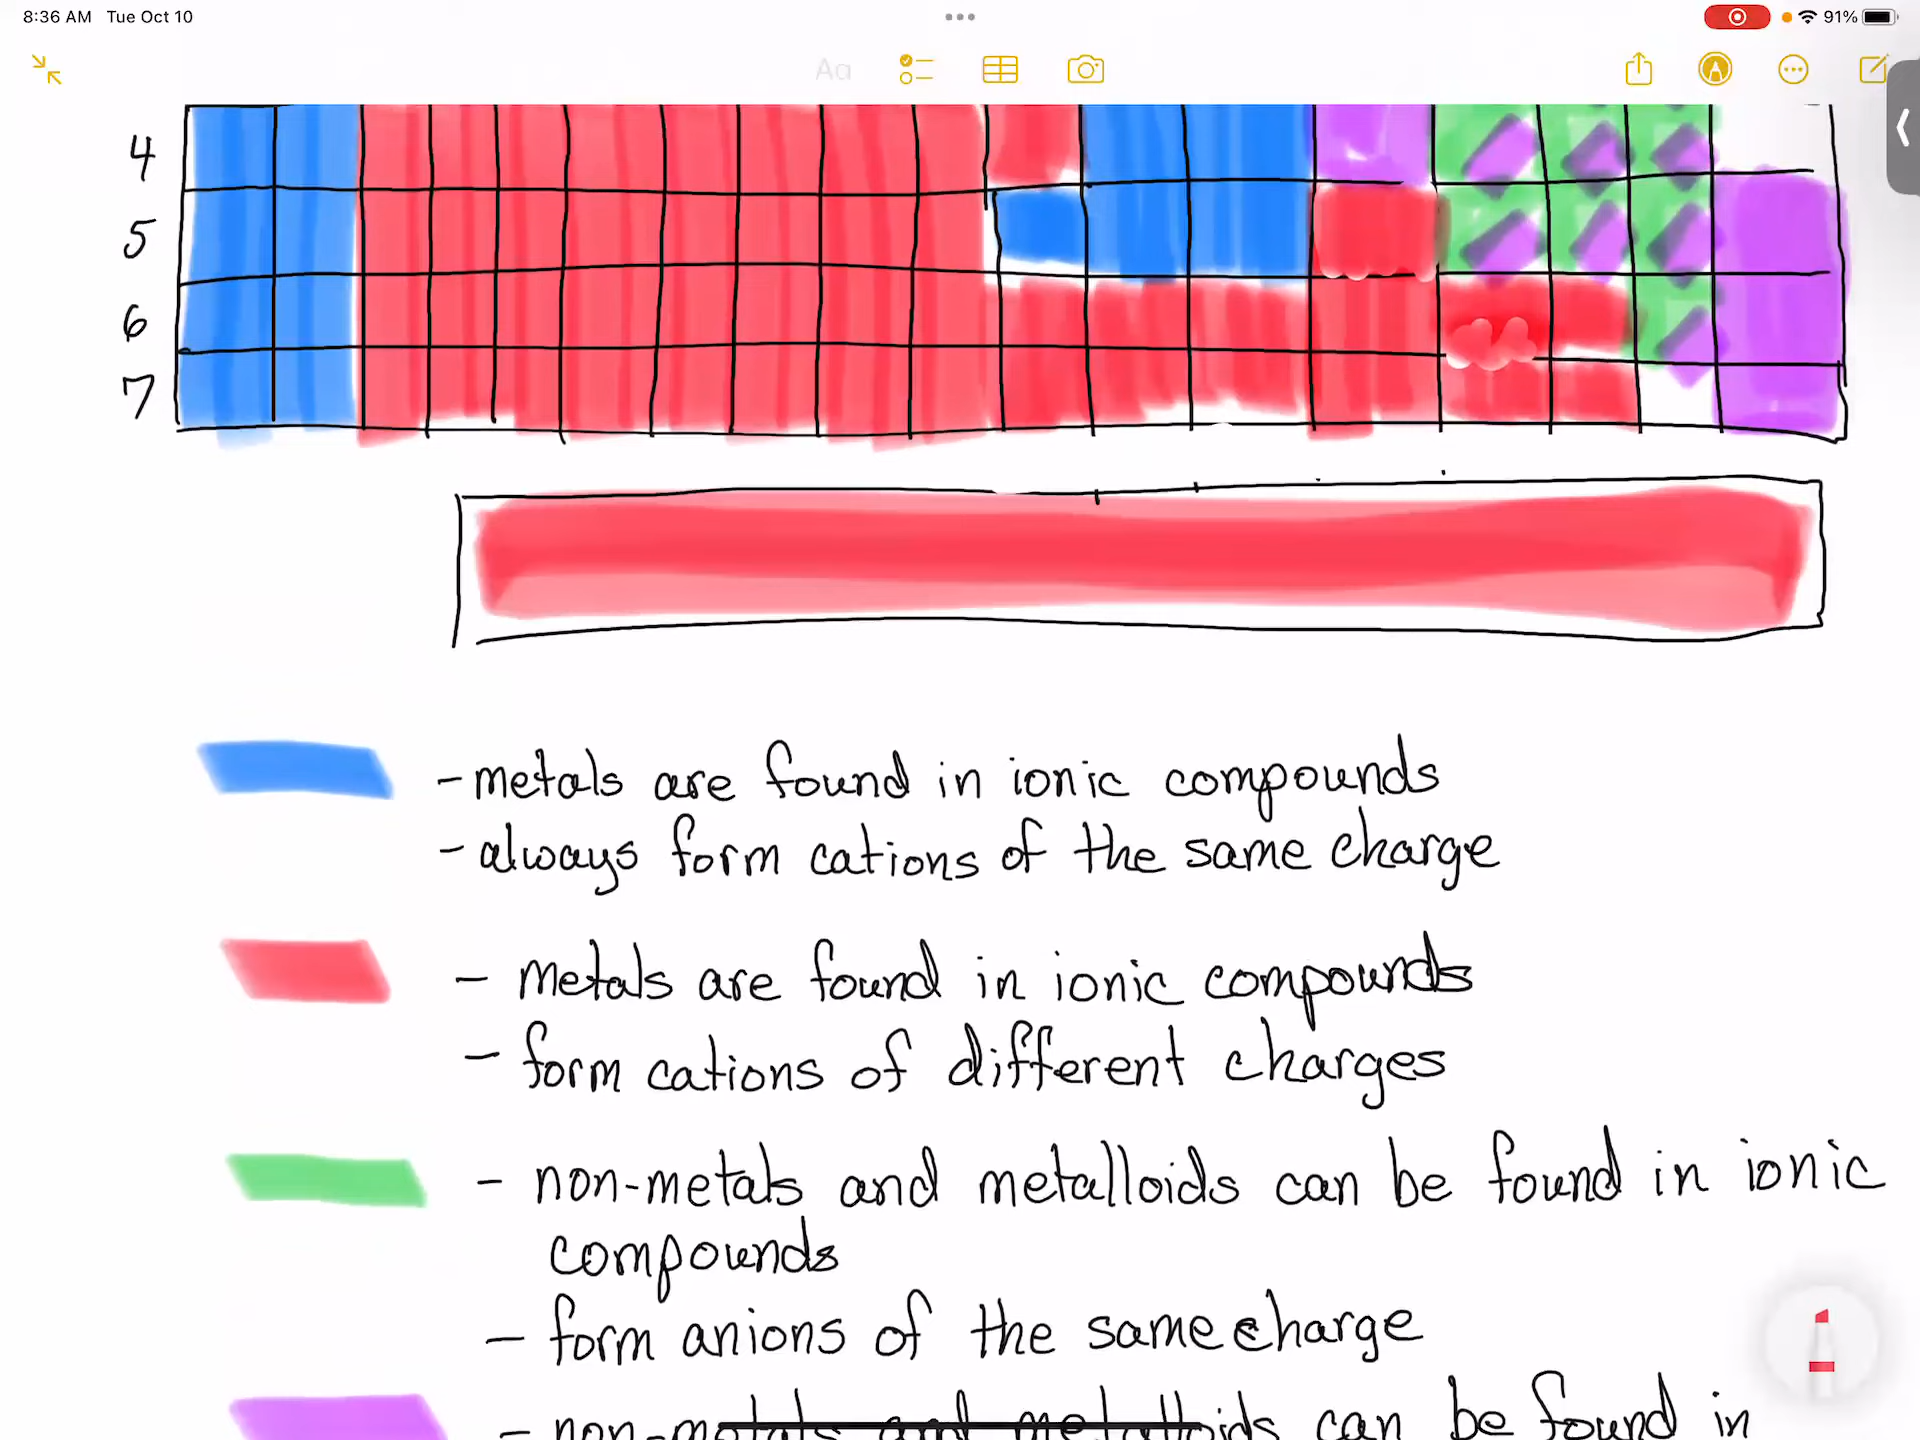 8:36 AM Tue Oct 10
91%
Aa
4
5
6
7
- metals are found in ionic compounds
- always form cations of the same charge
- metals are found in ionic compounds
- form cations of different charges
- non-metals and metalloids can be found in ionic
compounds
- form anions of the same charge
- non-metals and metalloids can be found in